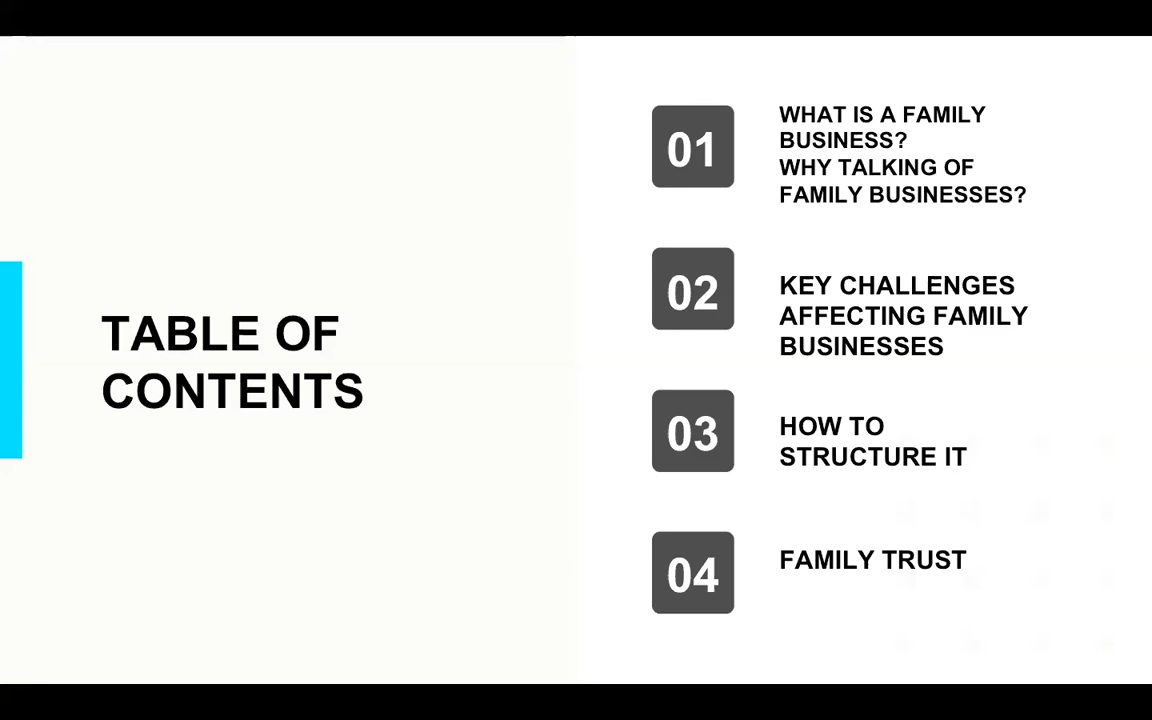 TABLE OF
CONTENTS
01
WHAT IS A FAMILY
BUSINESS?
WHY TALKING OF
FAMILY BUSINESSES?
02
KEY CHALLENGES
AFFECTING FAMILY
BUSINESSES
03
HOW TO
STRUCTURE IT
04
FAMILY TRUST